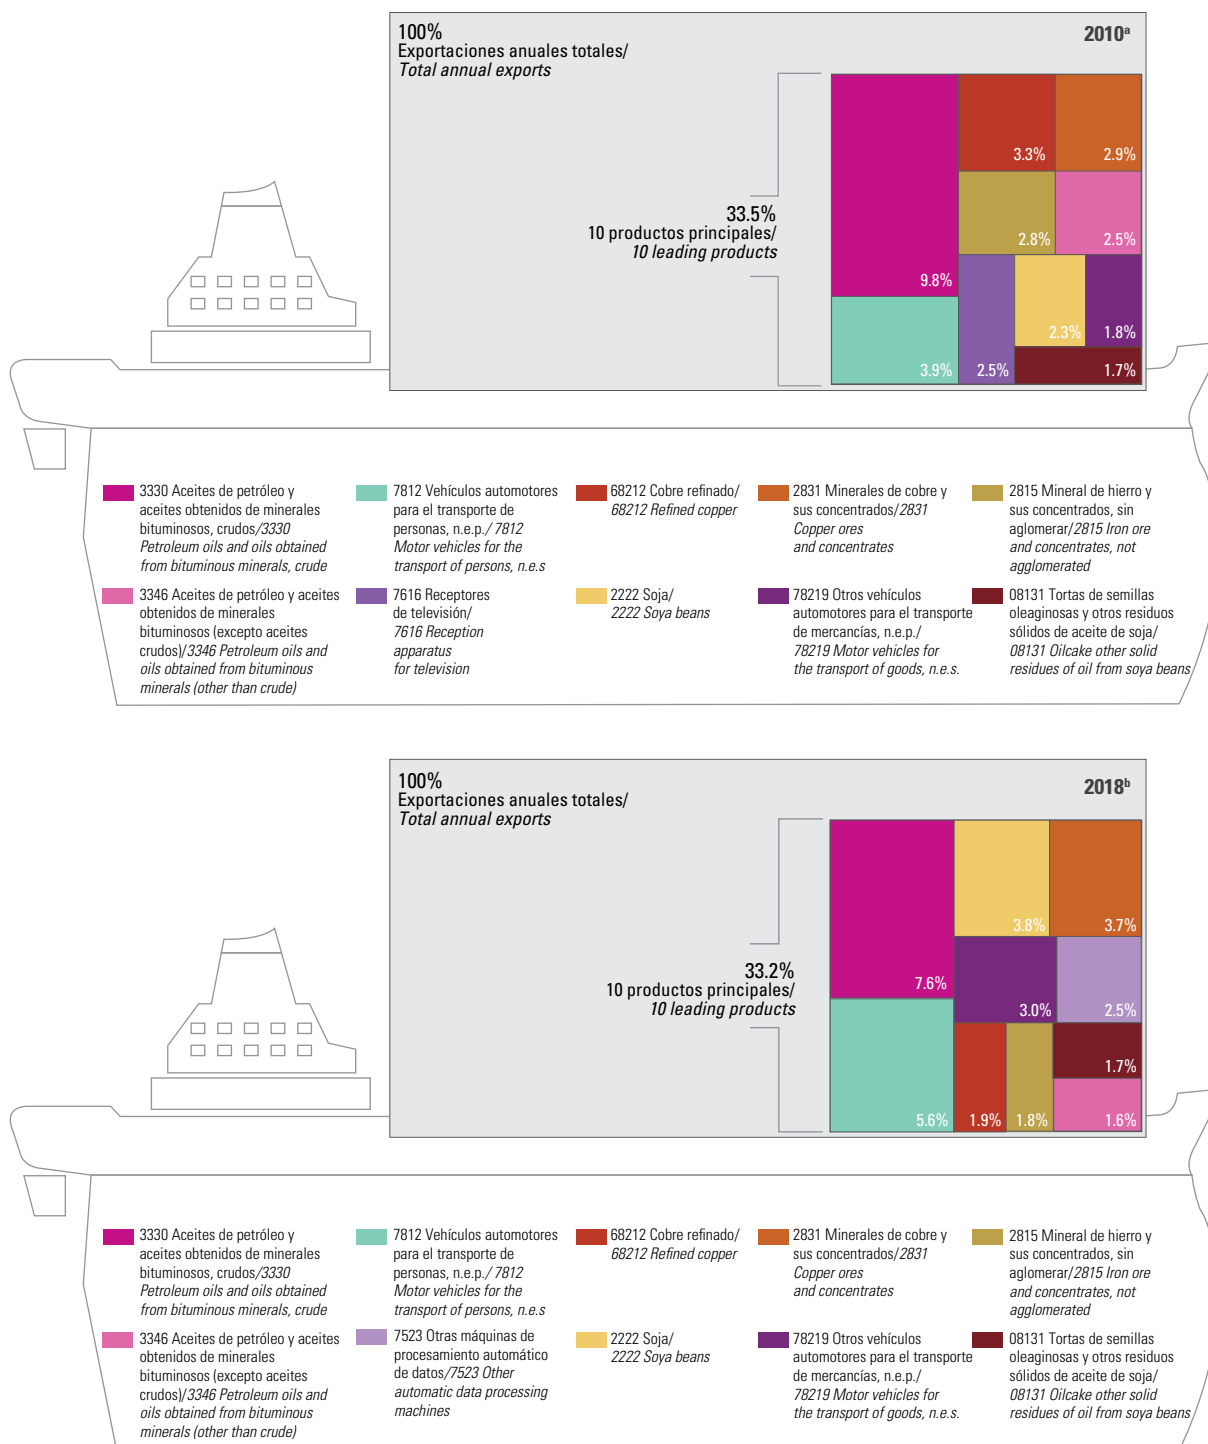 100%
Exportaciones anuales totales/
Total annual exports
2010ª
33.5%
10 productos principales/
10 leading products
9.8%
3.3%
2.9%
2.8%
2.5%
3.9%
2.5%
2.3%
1.8%
1.7%
3330 Aceites de petróleo y
aceites obtenidos de minerales
bituminosos, crudos/3330
Petroleum oils and oils obtained
from bituminous minerals, crude
7812 Vehículos automotores
para el transporte de
personas, n.e.p./ 7812
Motor vehicles for the
transport of persons, n.e.s
68212 Cobre refinado/
68212 Refined copper
2831 Minerales de cobre y
sus concentrados/2831
Copper ores
and concentrates
2815 Mineral de hierro y
sus concentrados, sin
aglomerar/2815 Iron ore
and concentrates, not
agglomerated
3346 Aceites de petróleo y aceites
obtenidos de minerales
bituminosos (excepto aceites
crudos)/3346 Petroleum oils and
oils obtained from bituminous
minerals (other than crude)
7616 Receptores
de televisión/
7616 Reception
apparatus
for television
2222 Soja/
2222 Soya beans
78219 Otros vehículos
automotores para el transporte
de mercancías, n.e.p./
78219 Motor vehicles for
the transport of goods, n.e.s.
08131 Tortas de semillas
oleaginosas y otros residuos
sólidos de aceite de soja/
08131 Oilcake other solid
residues of oil from soya beans
100%
Exportaciones anuales totales/
Total annual exports
2018ᵇ
33.2%
10 productos principales/
10 leading products
7.6%
3.8%
3.7%
3.0%
2.5%
5.6%
1.9%
1.8%
1.7%
1.6%
3330 Aceites de petróleo y
aceites obtenidos de minerales
bituminosos, crudos/3330
Petroleum oils and oils obtained
from bituminous minerals, crude
7812 Vehículos automotores
para el transporte de
personas, n.e.p./ 7812
Motor vehicles for the
transport of persons, n.e.s
68212 Cobre refinado/
68212 Refined copper
2831 Minerales de cobre y
sus concentrados/2831
Copper ores
and concentrates
2815 Mineral de hierro y
sus concentrados, sin
aglomerar/2815 Iron ore
and concentrates, not
agglomerated
3346 Aceites de petróleo y aceites
obtenidos de minerales
bituminosos (excepto aceites
crudos)/3346 Petroleum oils and
oils obtained from bituminous
minerals (other than crude)
7523 Otras máquinas de
procesamiento automático
de datos/7523 Other
automatic data processing
machines
2222 Soja/
2222 Soya beans
78219 Otros vehículos
automotores para el transporte
de mercancías, n.e.p./
78219 Motor vehicles for
the transport of goods, n.e.s.
08131 Tortas de semillas
oleaginosas y otros residuos
sólidos de aceite de soja/
08131 Oilcake other solid
residues of oil from soya beans